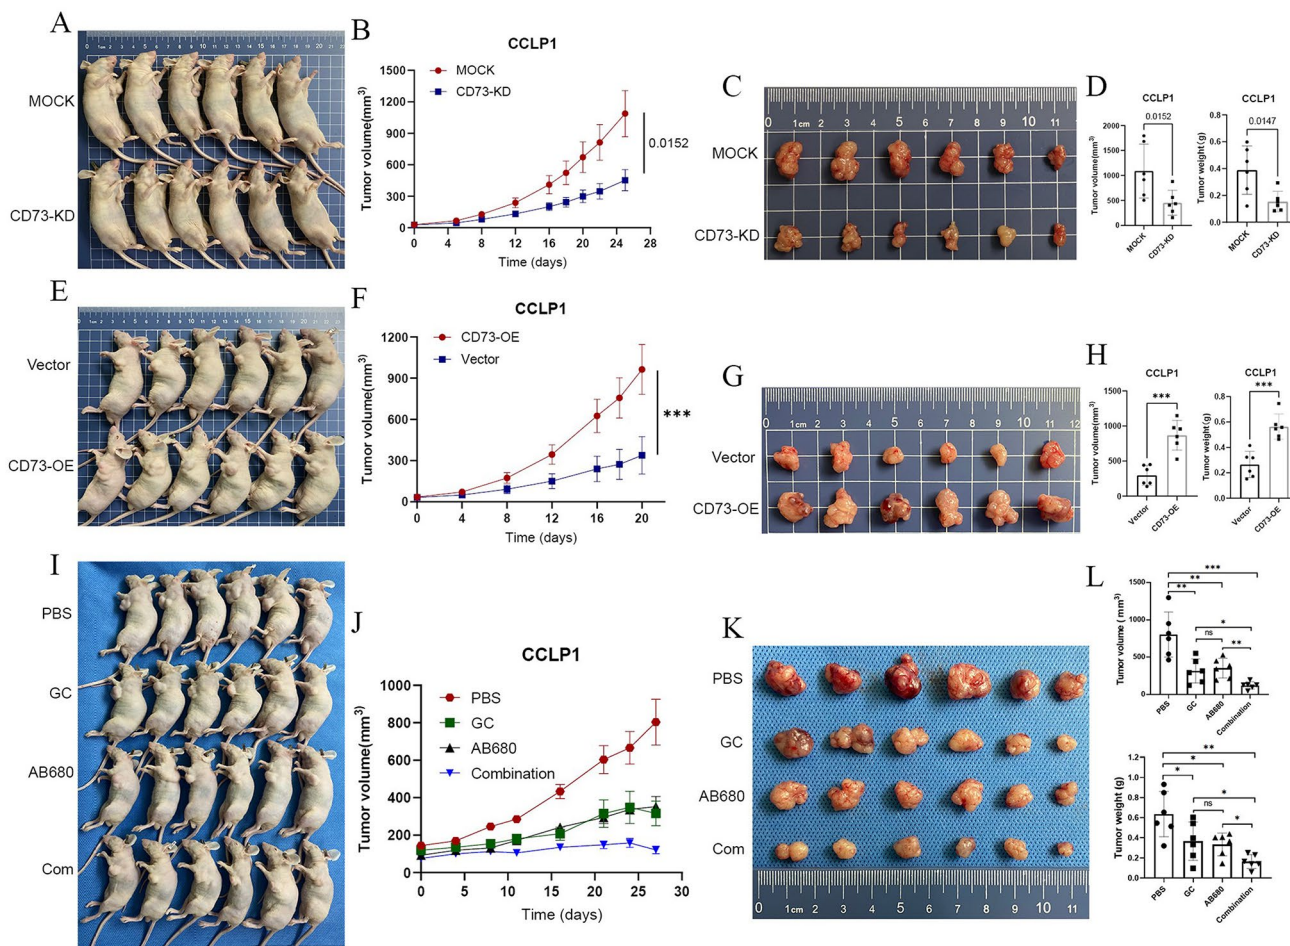 A
0 1cm 5 10 15 20 22
MOCK
CD73-KD
B
CCLP1
MOCK
CD73-KD
Tumor volume(mm³)
1500
1200
900
600
300
0
0.0152
0 4 8 12 16 20 24 28
Time (days)
C
0 1cm 2 3 4 5 6 7 8 9 10 11
MOCK
CD73-KD
D
CCLP1
0.0152
Tumor volume(mm³)
2000
1500
1000
500
0
MOCK
CD73-KD
CCLP1
0.0147
Tumor weight(g)
0.8
0.6
0.4
0.2
0.0
MOCK
CD73-KD
E
Vector
CD73-OE
F
CCLP1
CD73-OE
Vector
Tumor volume(mm³)
1200
900
600
300
0
***
0 4 8 12 16 20
Time (days)
G
0 1cm 2 3 4 5 6 7 8 9 10 11 12
Vector
CD73-OE
H
CCLP1
***
Tumor volume(mm³)
1500
1000
500
0
Vector
CD73-OE
CCLP1
***
Tumor weight(g)
0.8
0.6
0.4
0.2
0.0
Vector
CD73-OE
I
PBS
GC
AB680
Com
J
CCLP1
PBS
GC
AB680
Combination
Tumor volume(mm³)
1000
800
600
400
200
0
0 5 10 15 20 25 30
Time (days)
K
PBS
GC
AB680
Com
0 1cm 2 3 4 5 6 7 8 9 10 11
L
***
**
**
*
ns
**
Tumor volume ( mm³)
1500
1000
500
0
PBS
GC
AB680
Combination
**
*
*
*
ns
*
Tumor weight (g)
1.2
1.0
0.8
0.6
0.4
0.2
0.0
PBS
GC
AB680
Combination